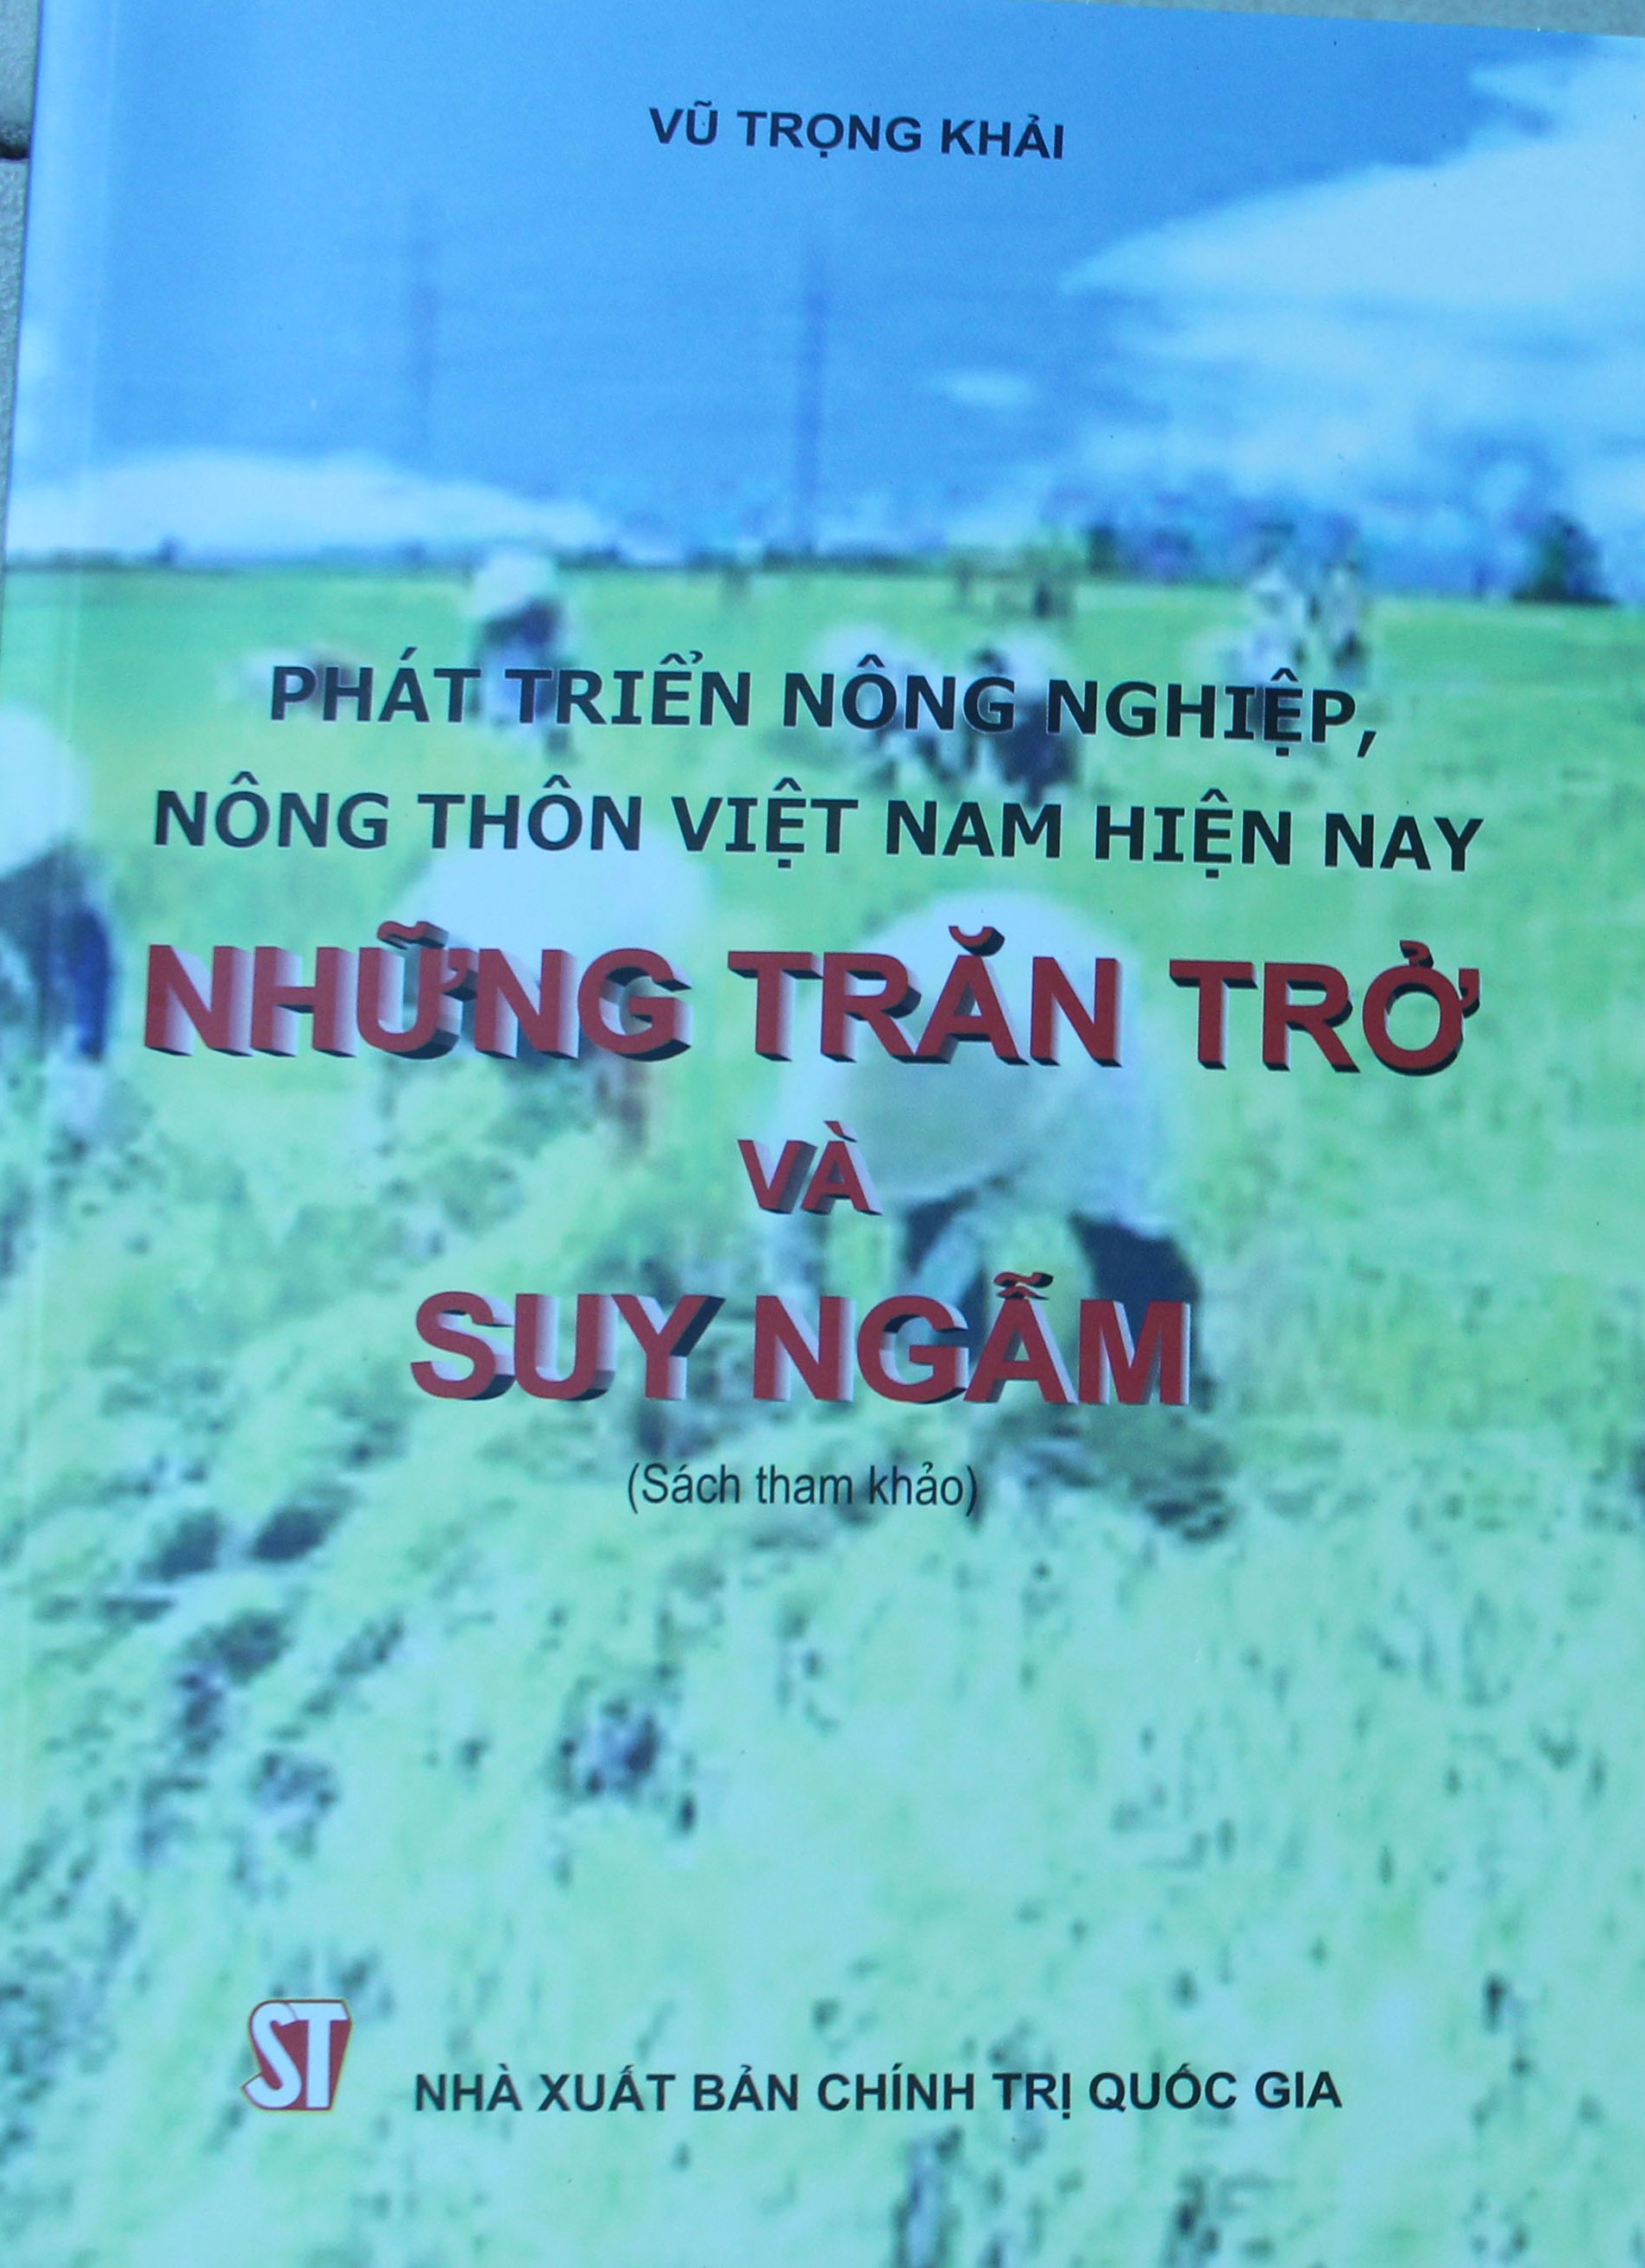 VŨ TRỌNG KHẢI
PHÁT TRIỂN NÔNG NGHIỆP,
NÔNG THÔN VIỆT NAM HIỆN NAY
NHỮNG TRĂN TRỞ
VÀ
SUY NGẪM
(Sách tham khảo)
ST
NHÀ XUẤT BẢN CHÍNH TRỊ QUỐC GIA